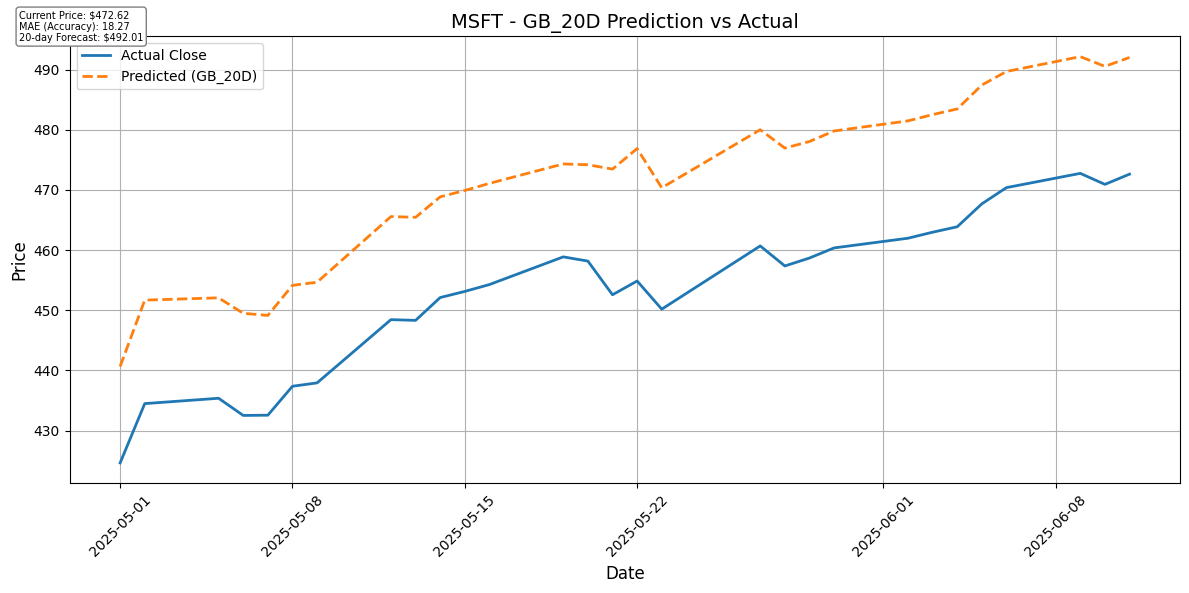 MSFT - GB_20D Prediction vs Actual
Current Price: $472.62
MAE (Accuracy): 18.27
20-day Forecast: $492.01
Actual Close
Predicted (GB_20D)
Price
490
480
470
460
450
440
430
2025-05-01
2025-05-08
2025-05-15
2025-05-22
2025-06-01
2025-06-08
Date